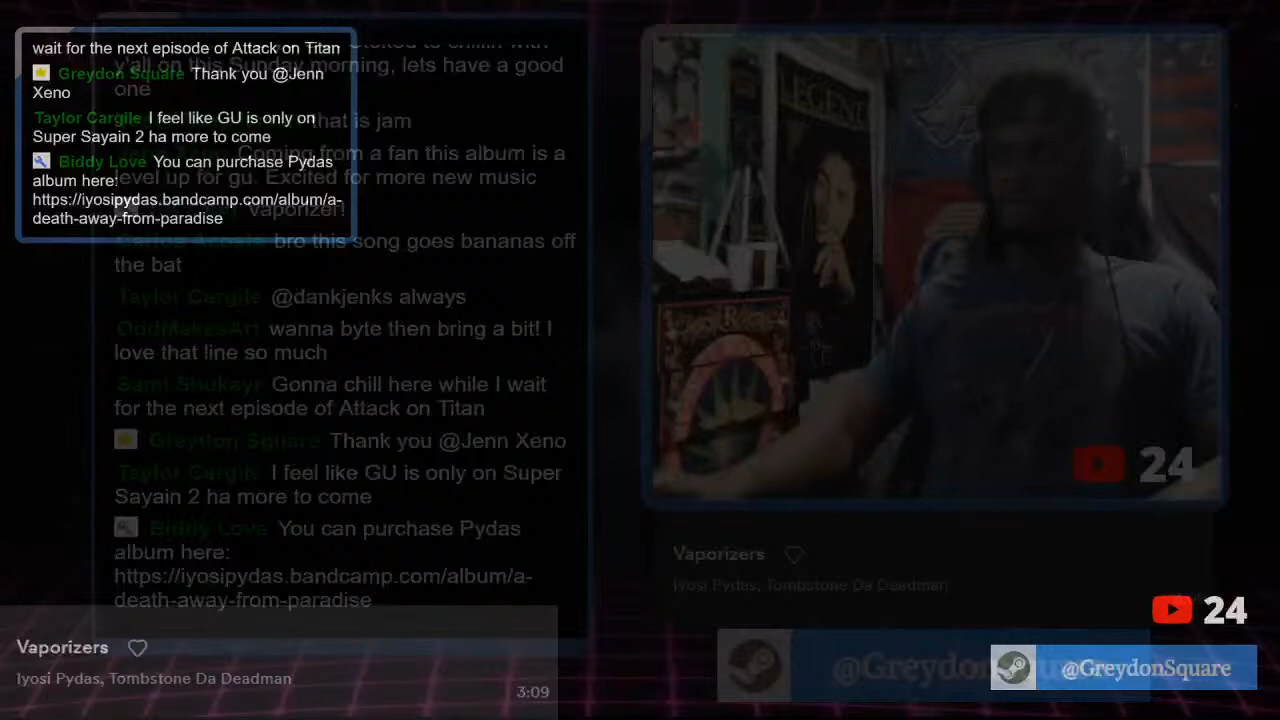 wait for the next episode of Attack on Titan
Greydon Square Thank you @Jenn
Xeno
Taylor Cargile I feel like GU is only on
Super Sayain 2 ha more to come
Biddy Love You can purchase Pydas
album here:
https://iyosipydas.bandcamp.com/album/a-
death-away-from-paradise
y'all on this Sunday morning, lets have a good
one
that is jam
Coming from a fan this album is a
level up for gu. Excited for more new music
Vaporizer!
bro this song goes bananas off
the bat
Taylor Cargile @dankjenks always
OddMakesArt wanna byte then bring a bit! I
love that line so much
Sami Shukayr Gonna chill here while I wait
for the next episode of Attack on Titan
Greydon Square Thank you @Jenn Xeno
Taylor Cargile I feel like GU is only on Super
Sayain 2 ha more to come
Biddy Love You can purchase Pydas
album here:
https://iyosipydas.bandcamp.com/album/a-
death-away-from-paradise
LEGEND
24
Vaporizers
Iyosi Pydas, Tombstone Da Deadman
24
@GreydonSquare
Vaporizers
Iyosi Pydas, Tombstone Da Deadman
3:09